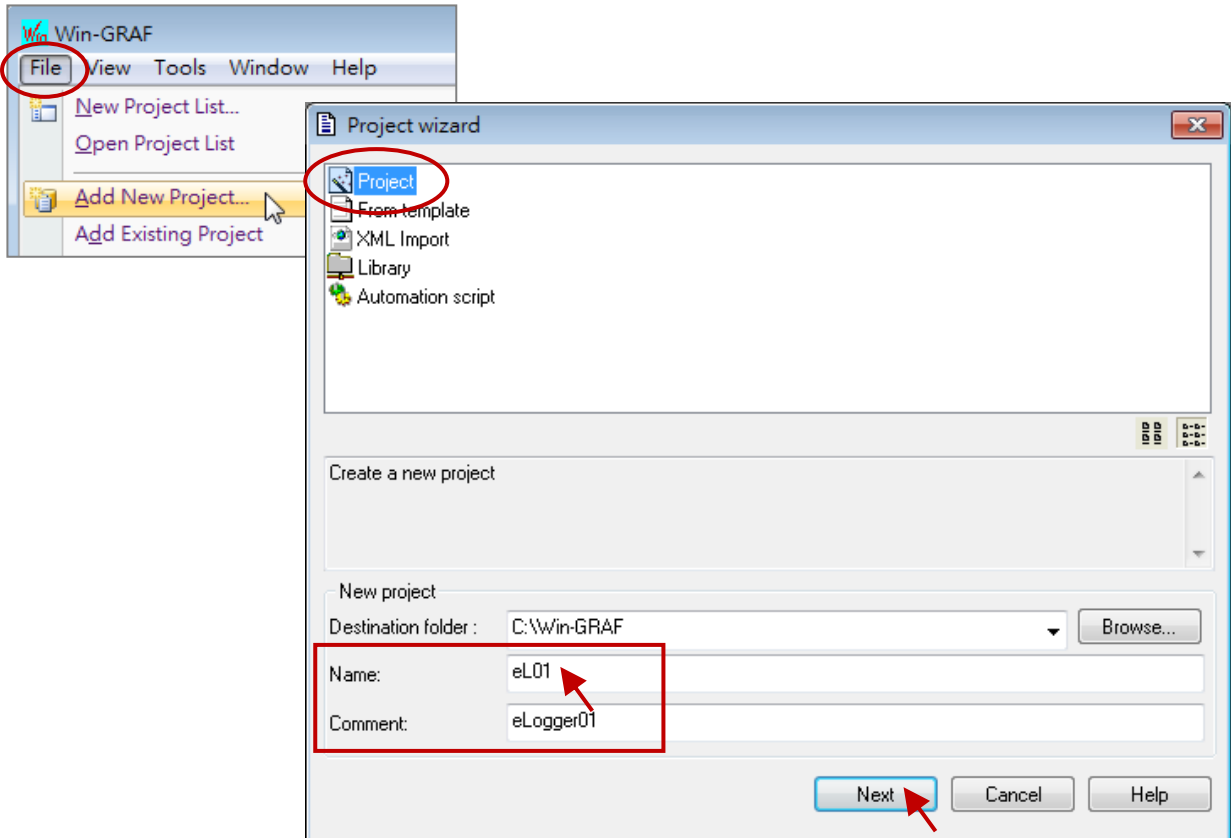 Win-GRAF
File View Tools Window Help
New Project List...
Open Project List
Add New Project...
Add Existing Project
Project wizard
Project
From template
XML Import
Library
Automation script
Create a new project
New project
Destination folder : C:\Win-GRAF Browse...
Name: eL01
Comment: eLogger01
Next Cancel Help